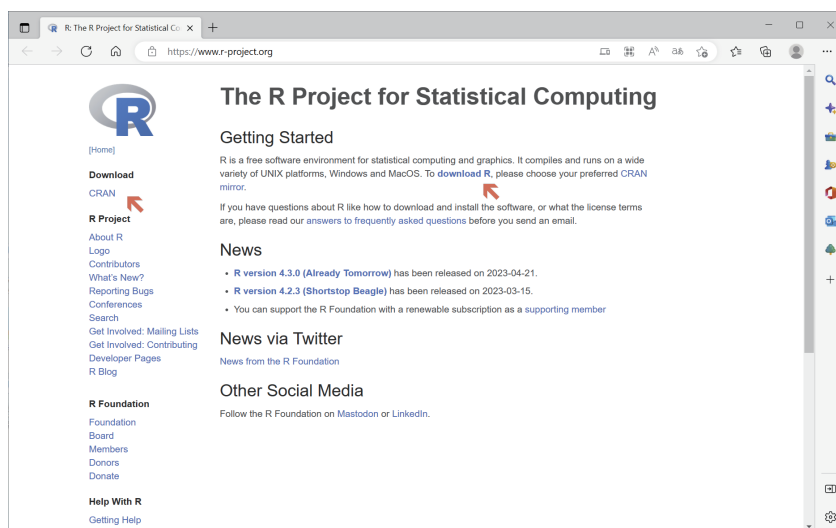 R: The R Project for Statistical Co
https://www.r-project.org
R
[Home]
Download
CRAN
R Project
About R
Logo
Contributors
What's New?
Reporting Bugs
Conferences
Search
Get Involved: Mailing Lists
Get Involved: Contributing
Developer Pages
R Blog
R Foundation
Foundation
Board
Members
Donors
Donate
Help With R
Getting Help
The R Project for Statistical Computing
Getting Started
R is a free software environment for statistical computing and graphics. It compiles and runs on a wide
variety of UNIX platforms, Windows and MacOS. To download R, please choose your preferred CRAN
mirror.
If you have questions about R like how to download and install the software, or what the license terms
are, please read our answers to frequently asked questions before you send an email.
News
• R version 4.3.0 (Already Tomorrow) has been released on 2023-04-21.
• R version 4.2.3 (Shortstop Beagle) has been released on 2023-03-15.
• You can support the R Foundation with a renewable subscription as a supporting member
News via Twitter
News from the R Foundation
Other Social Media
Follow the R Foundation on Mastodon or LinkedIn.